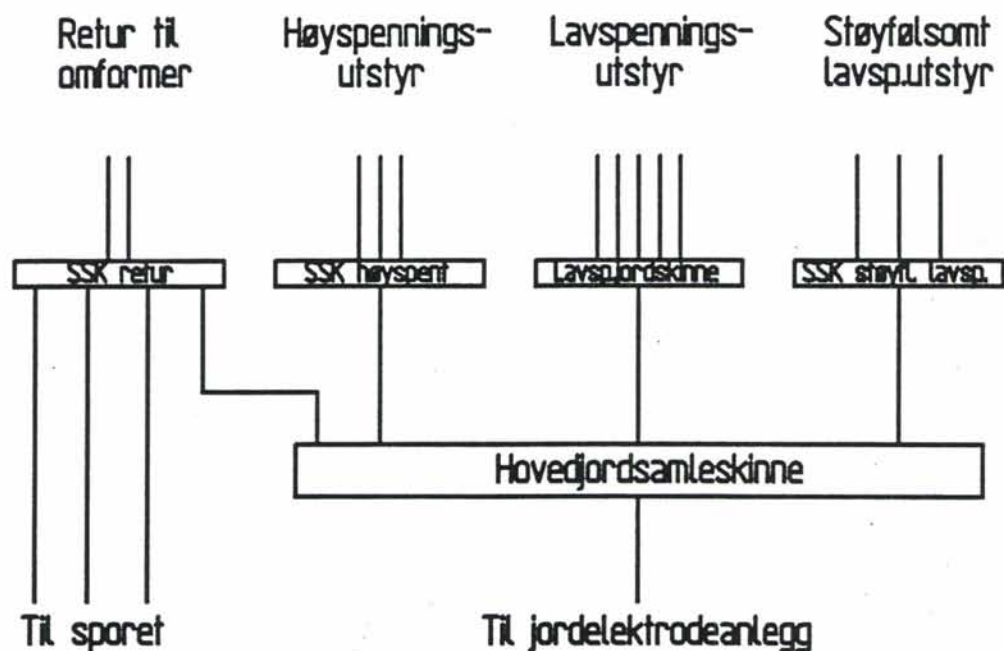 Retur til
omformer
Høyspennings-
utstyr
Lavspennings-
utstyr
Støyfølsomt
lavsp.utstyr
SSK retur
SSK høyspent
Lavsp.jordskinne
SSK støyfl. lavsp.
Hovedjordsamleskinne
Til sporet
Til jordelektrodeanlegg